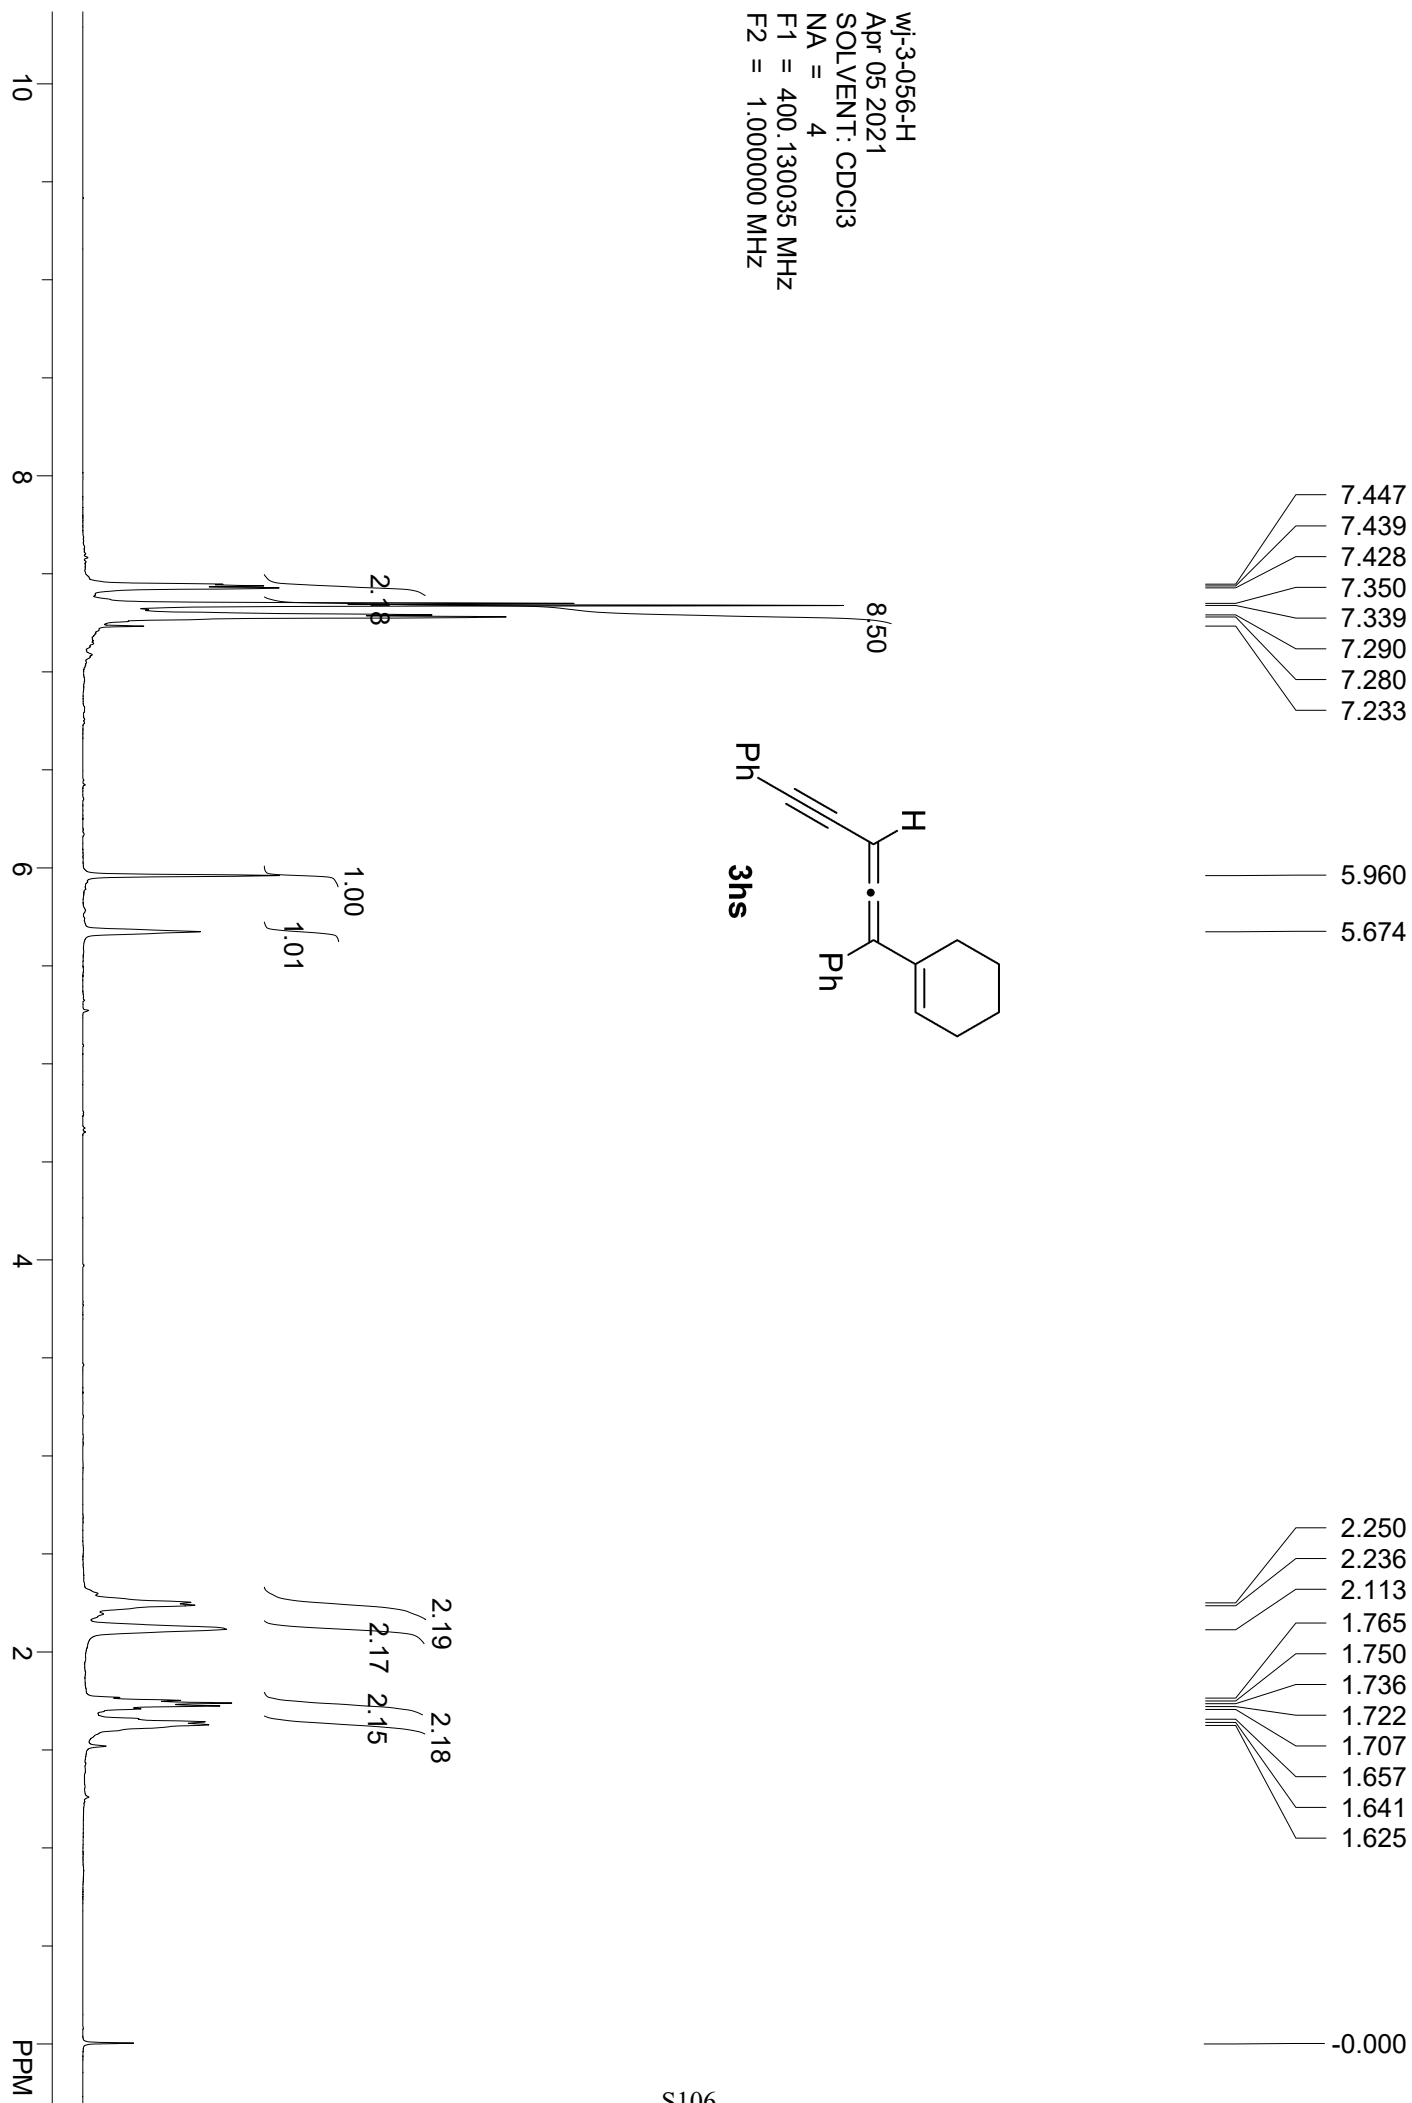 wj-3-056-H
Apr 05 2021
SOLVENT: CDCl3
NA = 4
F1 = 400.130035 MHz
F2 = 1.000000 MHz
7.447
7.439
7.428
7.350
7.339
7.290
7.280
7.233
5.960
5.674
2.250
2.236
2.113
1.765
1.750
1.736
1.722
1.707
1.657
1.641
1.625
-0.000
H
Ph
Ph
3hs
2.18
8.50
1.00
1.01
2.19
2.17
2.15
2.18
10
8
6
4
2
PPM
S106